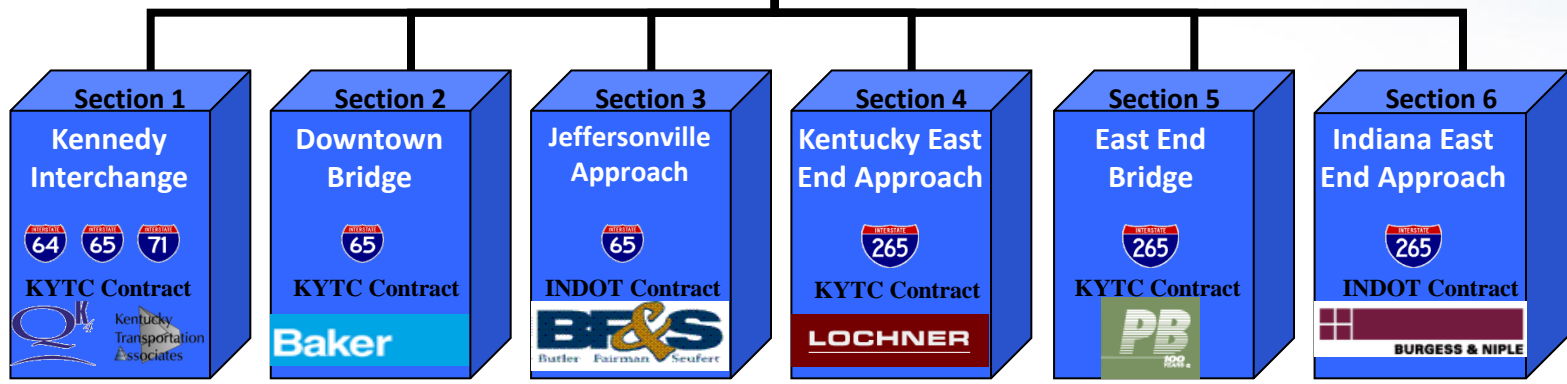 Section 1
Kennedy
Interchange
INTERSTATE INTERSTATE INTERSTATE
64 65 71
KYTC Contract
QK4
Kentucky
Transportation
Associates
Section 2
Downtown
Bridge
INTERSTATE
65
KYTC Contract
Baker
Section 3
Jeffersonville
Approach
INTERSTATE
65
INDOT Contract
BF&S
Butler Fairman Seufert
Section 4
Kentucky East
End Approach
INTERSTATE
265
KYTC Contract
LOCHNER
Section 5
East End
Bridge
INTERSTATE
265
KYTC Contract
PB
100
YEARS
Section 6
Indiana East
End Approach
INTERSTATE
265
INDOT Contract
BURGESS & NIPLE